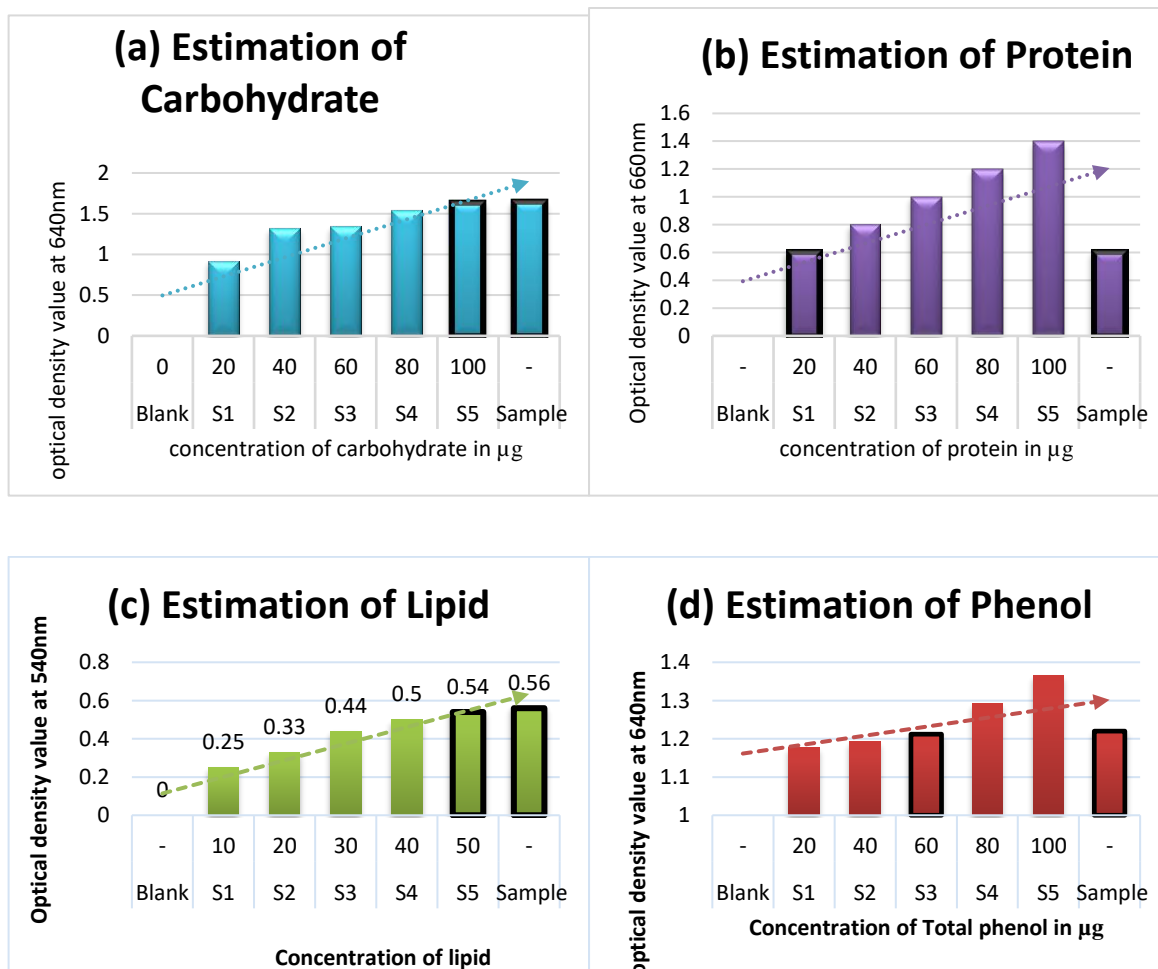 (a) Estimation of
Carbohydrate
optical density value at 640nm
2
1.5
1
0.5
0
0 20 40 60 80 100 -
Blank S1 S2 S3 S4 S5 Sample
concentration of carbohydrate in µg
(b) Estimation of Protein
Optical density value at 660nm
1.6
1.4
1.2
1
0.8
0.6
0.4
0.2
0
- 20 40 60 80 100 -
Blank S1 S2 S3 S4 S5 Sample
concentration of protein in µg
(c) Estimation of Lipid
Optical density value at 540nm
0.8
0.6
0.4
0.2
0
0 0.25 0.33 0.44 0.5 0.54 0.56
- 10 20 30 40 50 -
Blank S1 S2 S3 S4 S5 Sample
Concentration of lipid
(d) Estimation of Phenol
optical density value at 640nm
1.4
1.3
1.2
1.1
1
- 20 40 60 80 100 -
Blank S1 S2 S3 S4 S5 Sample
Concentration of Total phenol in µg